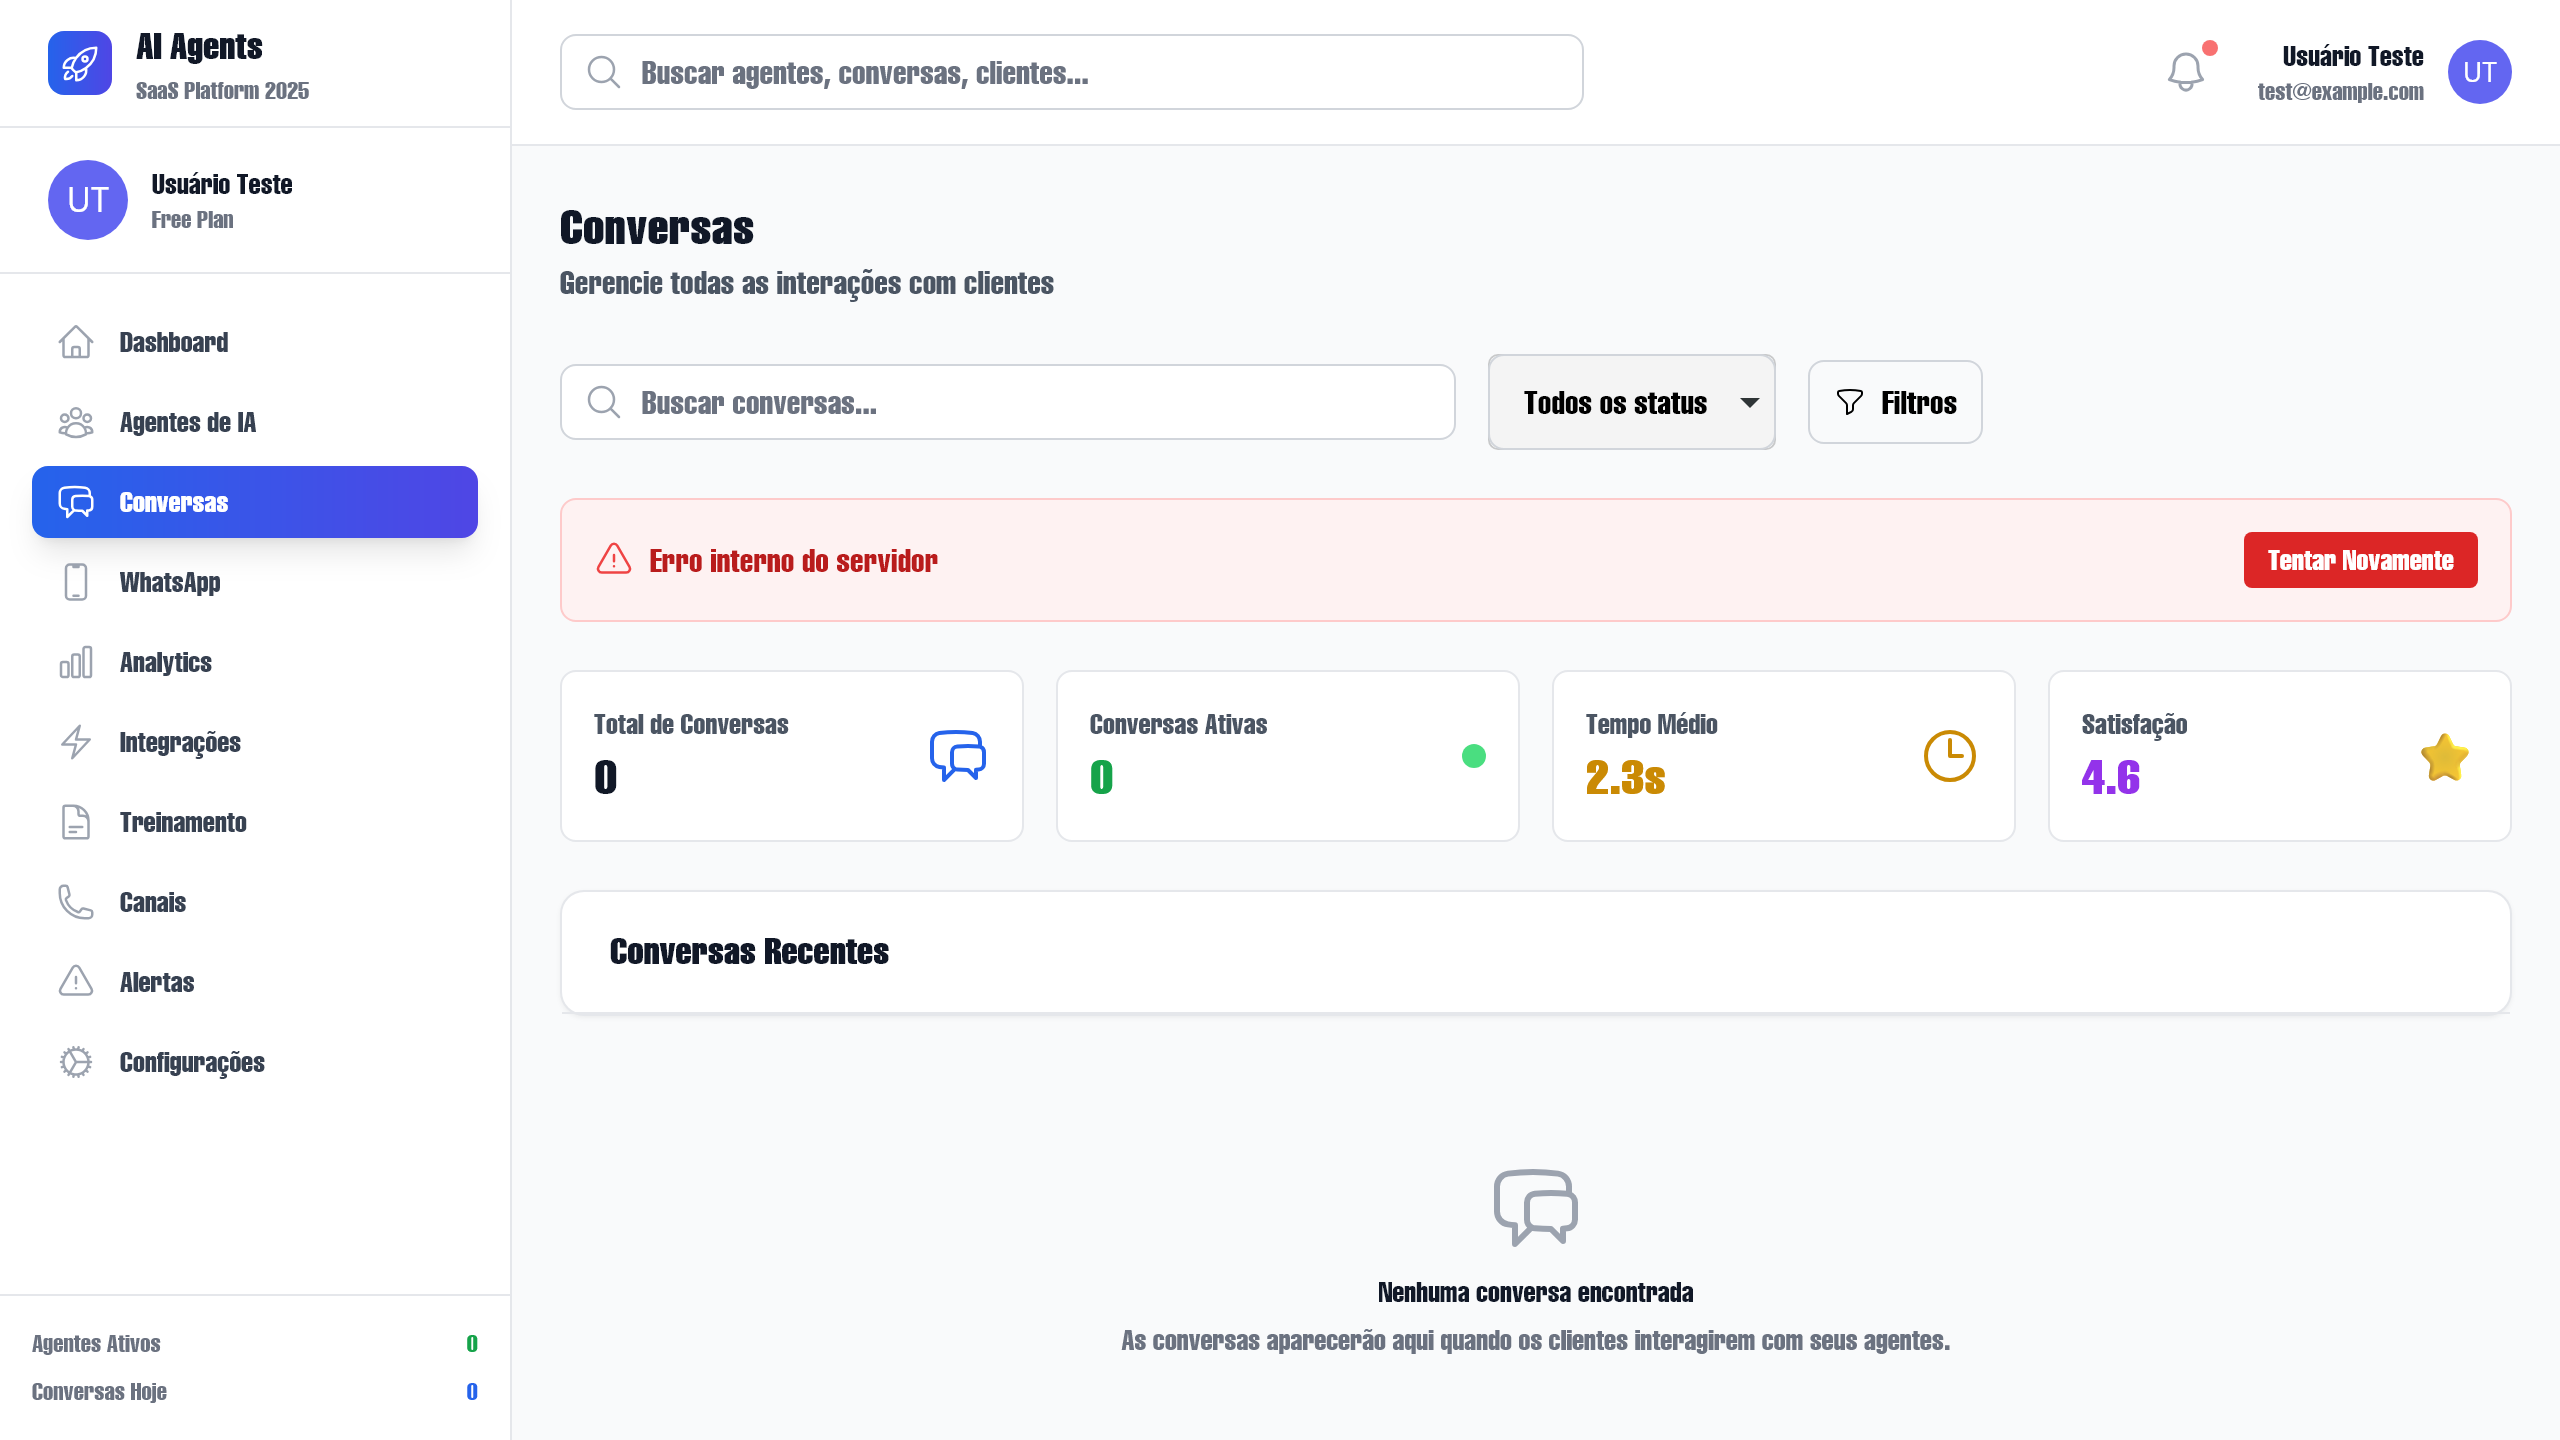 AI Agents
SaaS Platform 2025
UT
Usuário Teste
Free Plan
Dashboard
Agentes de IA
Conversas
WhatsApp
Analytics
Integrações
Treinamento
Canais
Alertas
Configurações
Agentes Ativos 0
Conversas Hoje 0
Buscar agentes, conversas, clientes...
Usuário Teste
test@example.com
UT
Conversas
Gerencie todas as interações com clientes
Buscar conversas...
Todos os status
Filtros
Erro interno do servidor
Tentar Novamente
Total de Conversas
0
Conversas Ativas
0
Tempo Médio
2.3s
Satisfação
4.6
Conversas Recentes
Nenhuma conversa encontrada
As conversas aparecerão aqui quando os clientes interagirem com seus agentes.